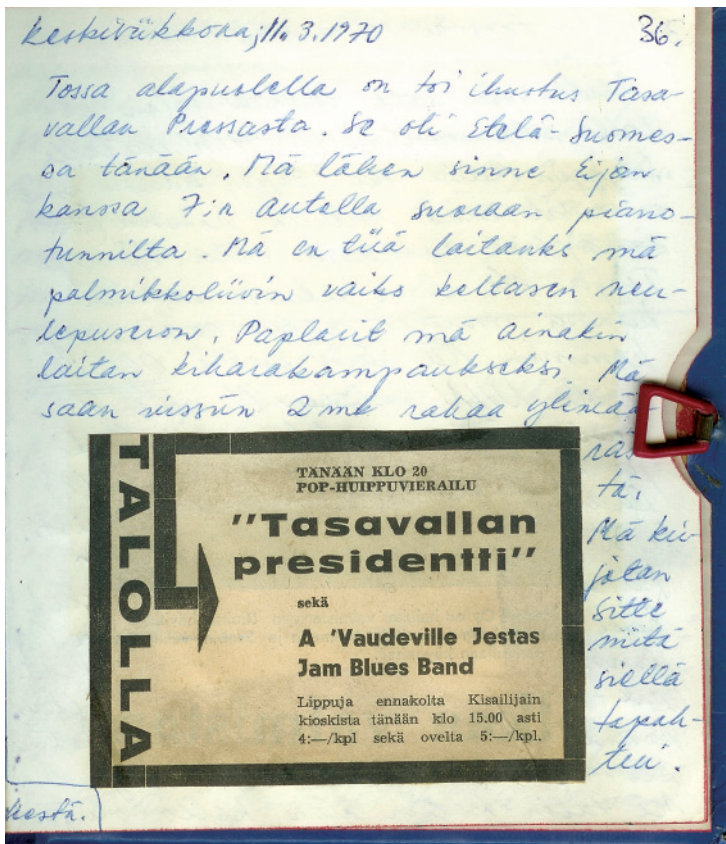 keskiviikkona; 11. 3. 1970
36.
Tossa alapuolella on toi ilmotus Tasa-
vallan Pressasta. Se oli Etelä-Suomes-
sa tänään. Mä lähen sinne Eijan
kanssa 7:n autolla suoraan piano-
tunnilta. Mä en tiiä laitanks mä
palmikkoliivin vaiks keltasen neu-
lepuseron. Paplarit mä ainakin
laitan kiharakampaukseksi. Mä
saan nissiin 2 mk rahaa ylimää-
räs
tä.
Mä kir-
jotan
sitte
mitä
siellä
tapah-
tuu.
TALOLLA
TÄNÄÄN KLO 20
POP-HUIPPUVIERAILU
"Tasavallan
presidentti"
sekä
A 'Vaudeville Jestas
Jam Blues Band
Lippuja ennakolta Kisailijain
kioskista tänään klo 15.00 asti
4:—/kpl sekä ovelta 5:—/kpl.
kestä.